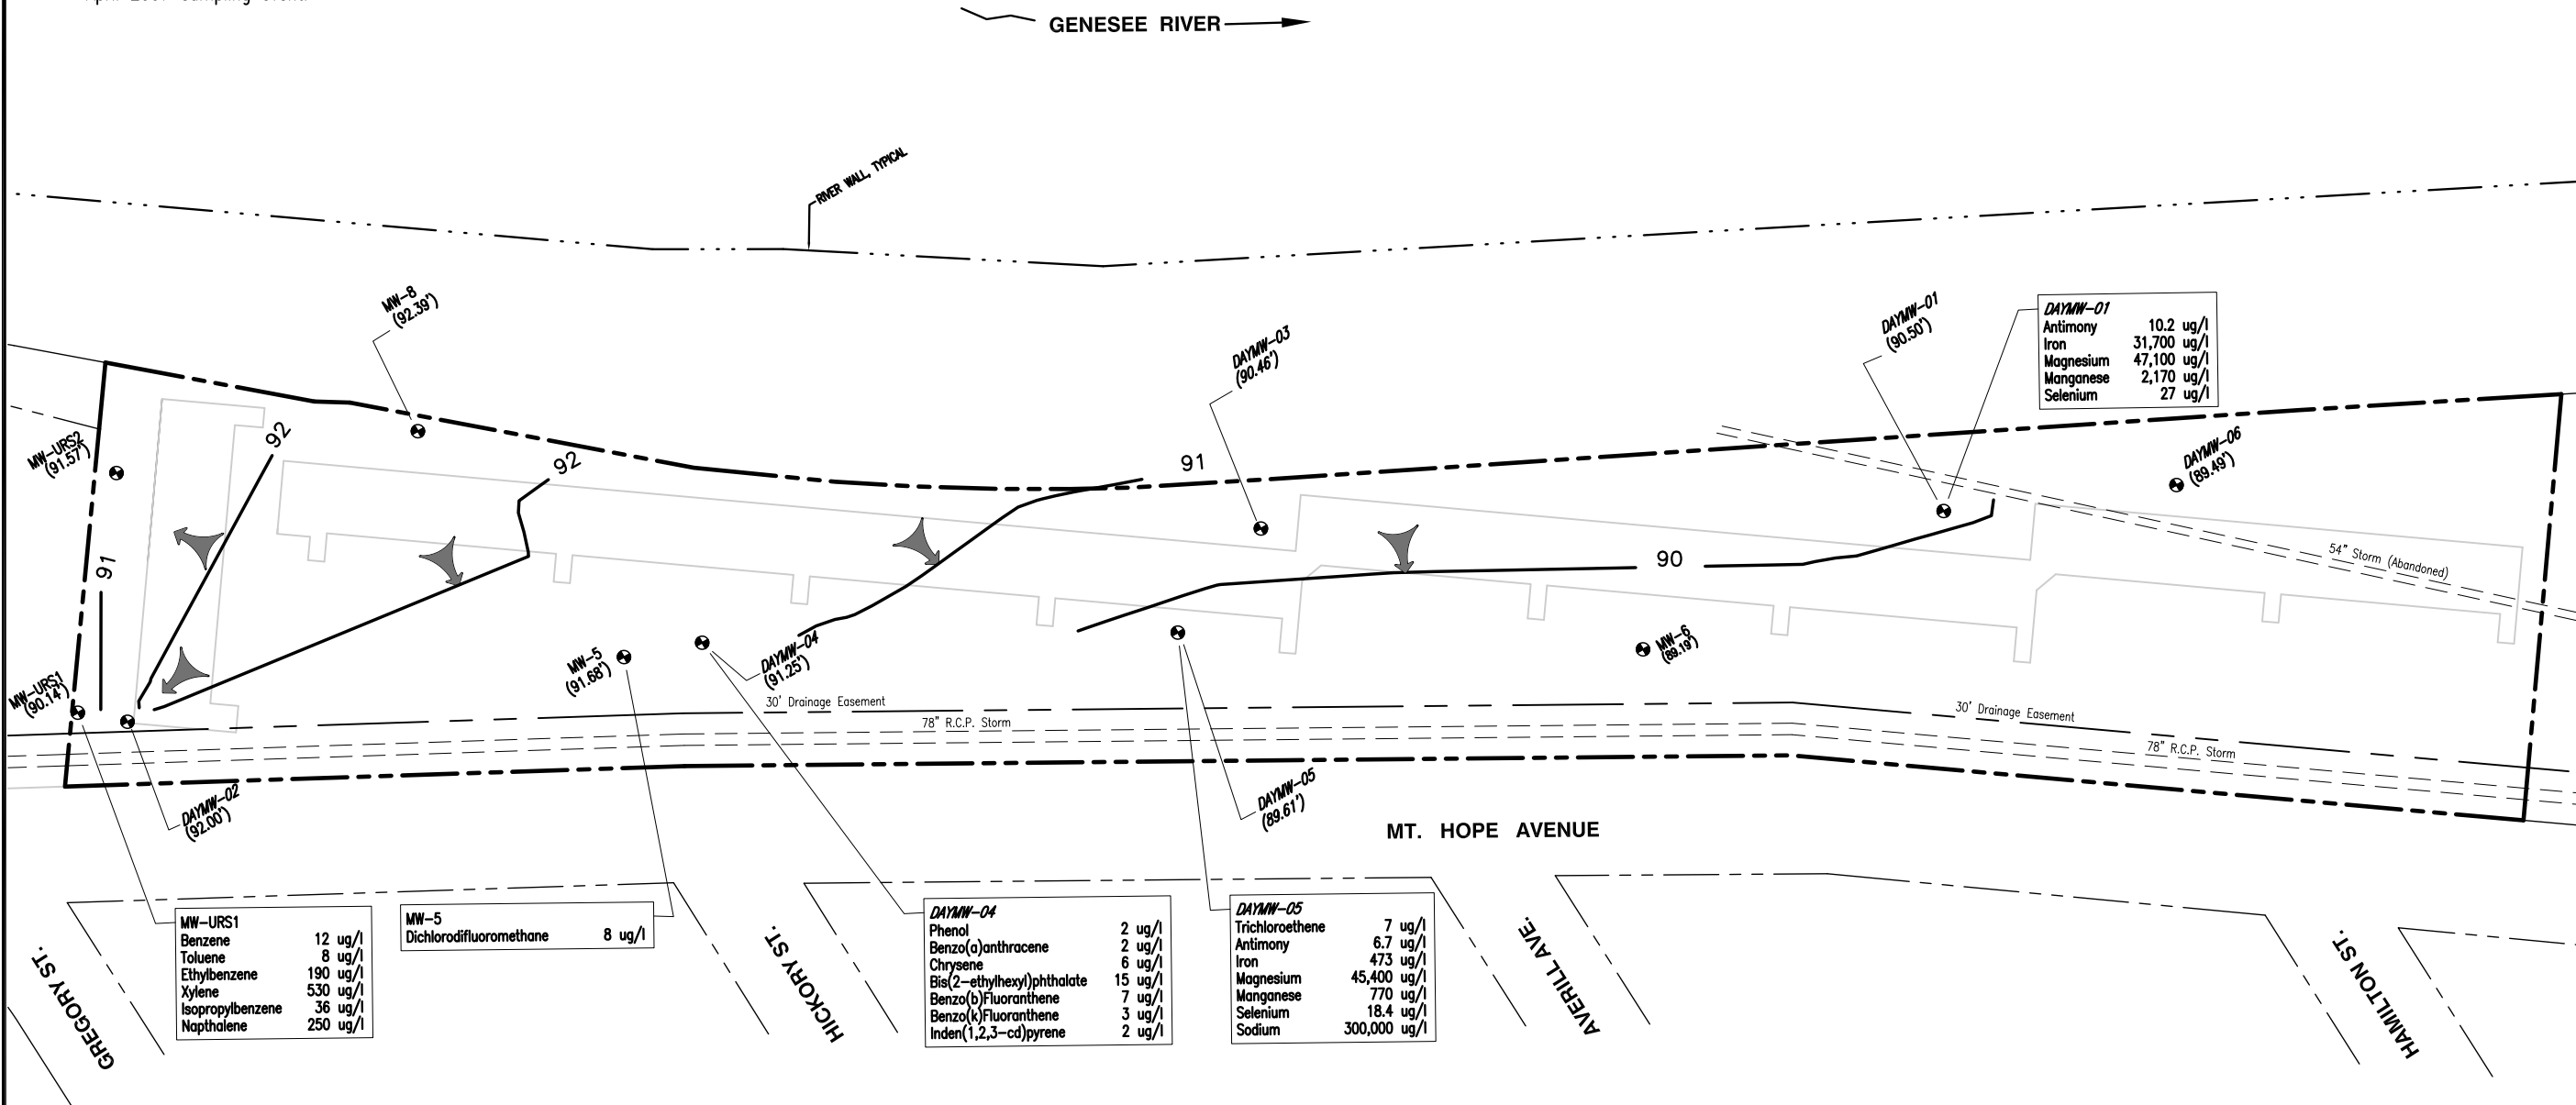 GENESEE RIVER
RIVER WALL, TYPICAL
MW-8
(92.39')
DAYMW-03
(90.46')
DAYMW-01
(90.50')
DAYMW-01
Antimony 10.2 ug/l
Iron 31,700 ug/l
Magnesium 47,100 ug/l
Manganese 2,170 ug/l
Selenium 27 ug/l
MW-URS2
(91.57')
92
92
91
DAYMW-06
(89.49')
91
90
54" Storm (Abandoned)
MW-URS1
(90.14')
MW-5
(91.68')
DAYMW-04
(91.25')
MW-6
(89.19')
30' Drainage Easement
78" R.C.P. Storm
30' Drainage Easement
78" R.C.P. Storm
DAYMW-02
(92.00')
DAYMW-05
(89.61')
MT. HOPE AVENUE
MW-URS1
Benzene 12 ug/l
Toluene 8 ug/l
Ethylbenzene 190 ug/l
Xylene 530 ug/l
Isopropylbenzene 36 ug/l
Napthalene 250 ug/l
MW-5
Dichlorodifluoromethane 8 ug/l
DAYMW-04
Phenol 2 ug/l
Benzo(a)anthracene 2 ug/l
Chrysene 6 ug/l
Bis(2-ethylhexyl)phthalate 15 ug/l
Benzo(b)Fluoranthene 7 ug/l
Benzo(k)Fluoranthene 3 ug/l
Inden(1,2,3-cd)pyrene 2 ug/l
DAYMW-05
Trichloroethene 7 ug/l
Antimony 6.7 ug/l
Iron 473 ug/l
Magnesium 45,400 ug/l
Manganese 770 ug/l
Selenium 18.4 ug/l
Sodium 300,000 ug/l
GREGORY ST.
HICKORY ST.
AVERILL AVE.
HAMILTON ST.